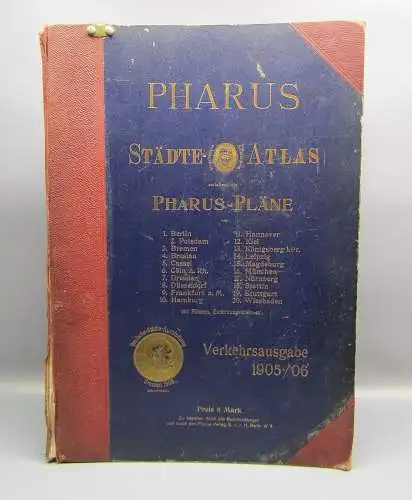 PHARUS
STÄDTE- ATLAS
PHARUS-PLÄNE
1. Berlin
2. Potsdam
3. Bremen
4. Breslau
5. Cassel
6. Cöln a. Rh.
7. Dresden
8. Düsseldorf
9. Frankfurt a. M.
10. Hamburg
11. Hannover
12. Kiel
13. Königsberg i.Pr.
14. Leipzig
15. Magdeburg
16. München
17. Nürnberg
18. Stettin
19. Stuttgart
20. Wiesbaden
Verkehrsausgabe
1905/06
Preis 6 Mark